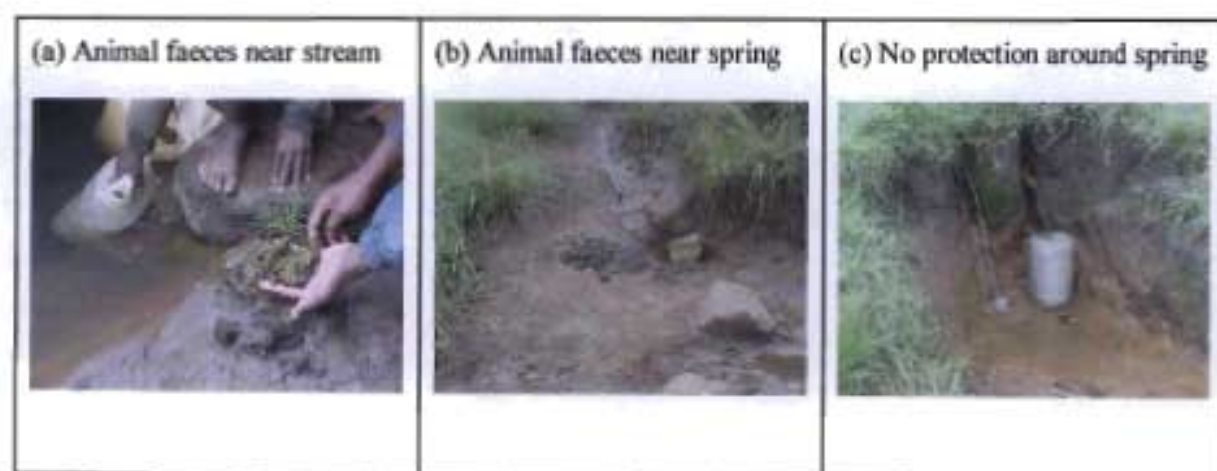 (a) Animal faeces near stream
(b) Animal faeces near spring
(c) No protection around spring